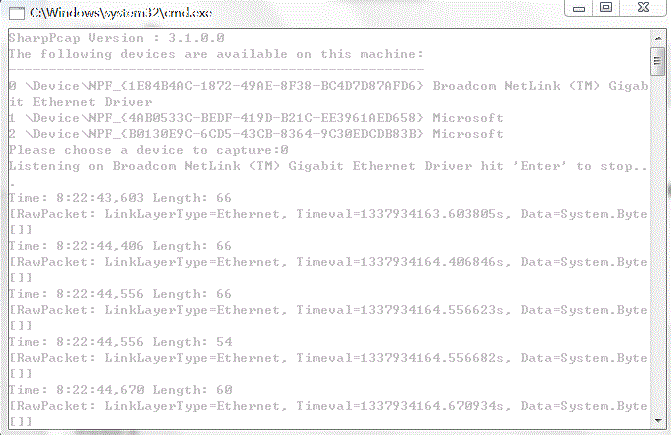 C:\Windows\system32\cmd.exe
SharpPcap Version : 3.1.0.0
The following devices are available on this machine:
----------------------------------------------------
0 \Device\NPF_{1E84B4AC-1872-49AE-8F38-BC4D7D87AFD6} Broadcom NetLink (TM) Gigab
it Ethernet Driver
1 \Device\NPF_{4AB0533C-BEDF-419D-B21C-EE3961AED658} Microsoft
2 \Device\NPF_{B0130E9C-6CD5-43CB-8364-9C30EDCDB83B} Microsoft
Please choose a device to capture:0
Listening on Broadcom NetLink (TM) Gigabit Ethernet Driver hit 'Enter' to stop..
.
Time: 8:22:43,603 Length: 66
[RawPacket: LinkLayerType=Ethernet, Timeval=1337934163.603805s, Data=System.Byte
[]]
Time: 8:22:44,406 Length: 66
[RawPacket: LinkLayerType=Ethernet, Timeval=1337934164.406846s, Data=System.Byte
[]]
Time: 8:22:44,556 Length: 66
[RawPacket: LinkLayerType=Ethernet, Timeval=1337934164.556623s, Data=System.Byte
[]]
Time: 8:22:44,556 Length: 54
[RawPacket: LinkLayerType=Ethernet, Timeval=1337934164.556682s, Data=System.Byte
[]]
Time: 8:22:44,670 Length: 60
[RawPacket: LinkLayerType=Ethernet, Timeval=1337934164.670934s, Data=System.Byte
[]]